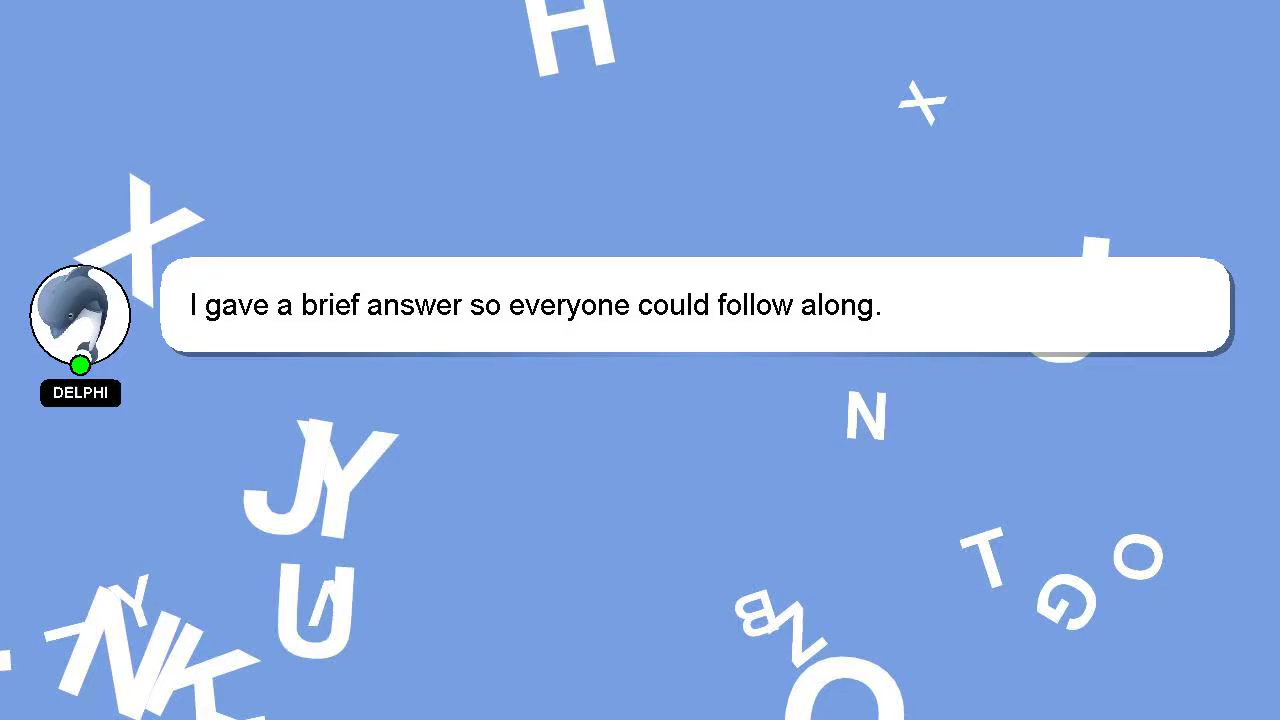 H
X
X
I gave a brief answer so everyone could follow along.
DELPHI
N
J
Y
T
O
G
U
Y
B
N
N
K
O